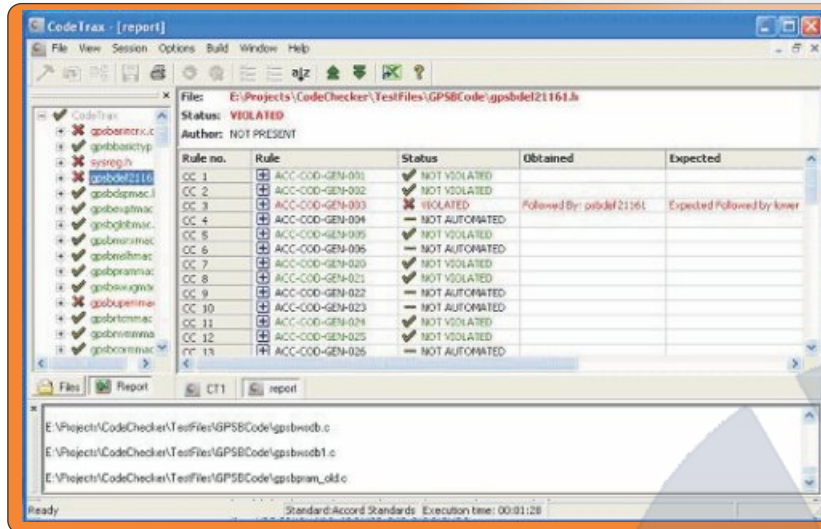 CodeTrax - [report]
File View Session Options Build Window Help
File: E:\Projects\CodeChecker\TestFiles\GPSBCode\gpsbdef21161.h
Status: VIOLATED
Author: NOT PRESENT
CodeTrax
sysreg.h
gpsbdef2116
Rule no. Rule Status Obtained Expected
CC 1 ACC-COD-GEN-001 NOT VIOLATED
CC 2 ACC-COD-GEN-002 NOT VIOLATED
CC 3 ACC-COD-GEN-003 VIOLATED Followed By: psbdef21161 Expected Followed by lower
CC 4 ACC-COD-GEN-004 NOT AUTOMATED
CC 5 ACC-COD-GEN-005 NOT VIOLATED
CC 6 ACC-COD-GEN-006 NOT AUTOMATED
CC 7 ACC-COD-GEN-020 NOT VIOLATED
CC 8 ACC-COD-GEN-021 NOT VIOLATED
CC 9 ACC-COD-GEN-022 NOT AUTOMATED
CC 10 ACC-COD-GEN-023 NOT AUTOMATED
CC 11 ACC-COD-GEN-024 NOT VIOLATED
CC 12 ACC-COD-GEN-025 NOT VIOLATED
CC 13 ACC-COD-GEN-026 NOT AUTOMATED
Files Report CT1 report
E:\Projects\CodeChecker\TestFiles\GPSBCode\
E:\Projects\CodeChecker\TestFiles\GPSBCode\
E:\Projects\CodeChecker\TestFiles\GPSBCode\gpsbpram_old.c
Ready Standard:Accord Standards Execution time: 00:01:28